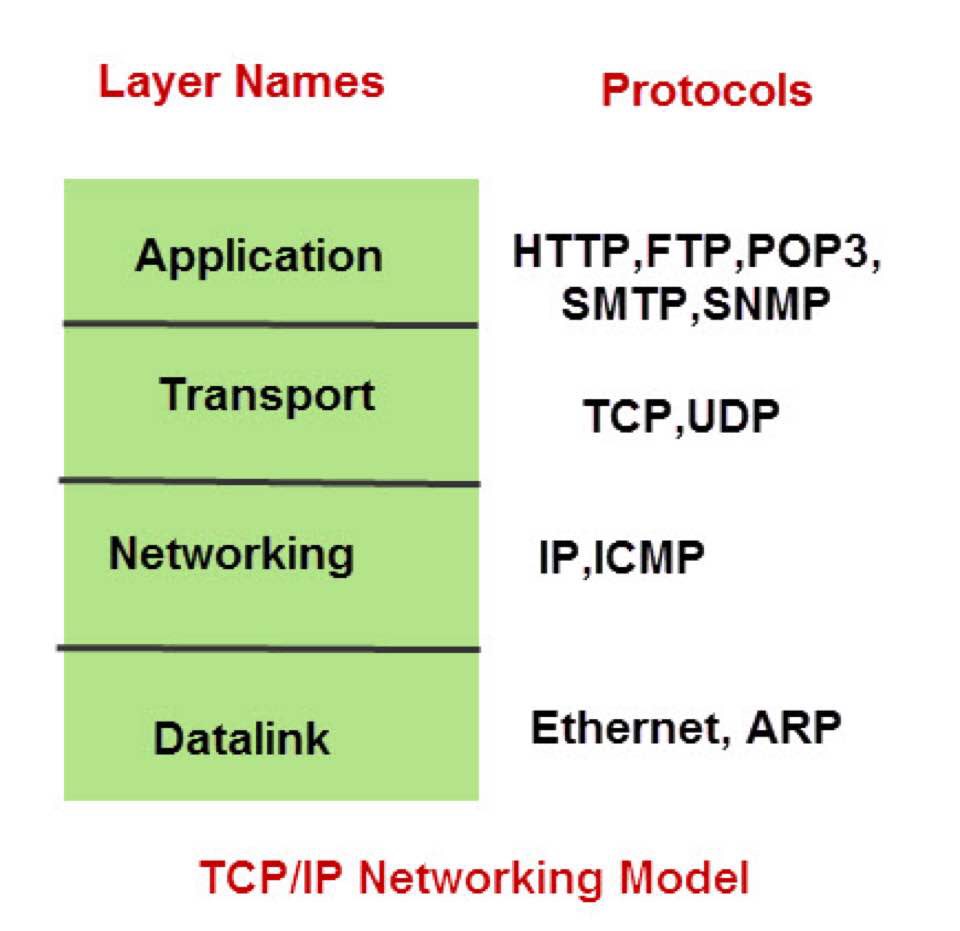 Layer Names
Protocols
Application
HTTP,FTP,POP3,
SMTP,SNMP
Transport
TCP,UDP
Networking
IP,ICMP
Datalink
Ethernet, ARP
TCP/IP Networking Model